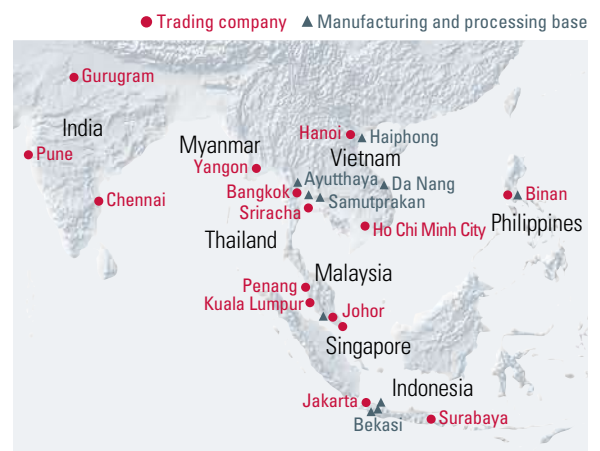 Trading company Manufacturing and processing base
Gurugram
India
Pune
Chennai
Myanmar
Yangon
Hanoi
Haiphong
Vietnam
Ayutthaya
Da Nang
Bangkok
Samutprakan
Sriracha
Binan
Philippines
Ho Chi Minh City
Thailand
Malaysia
Penang
Kuala Lumpur
Johor
Singapore
Indonesia
Jakarta
Bekasi
Surabaya